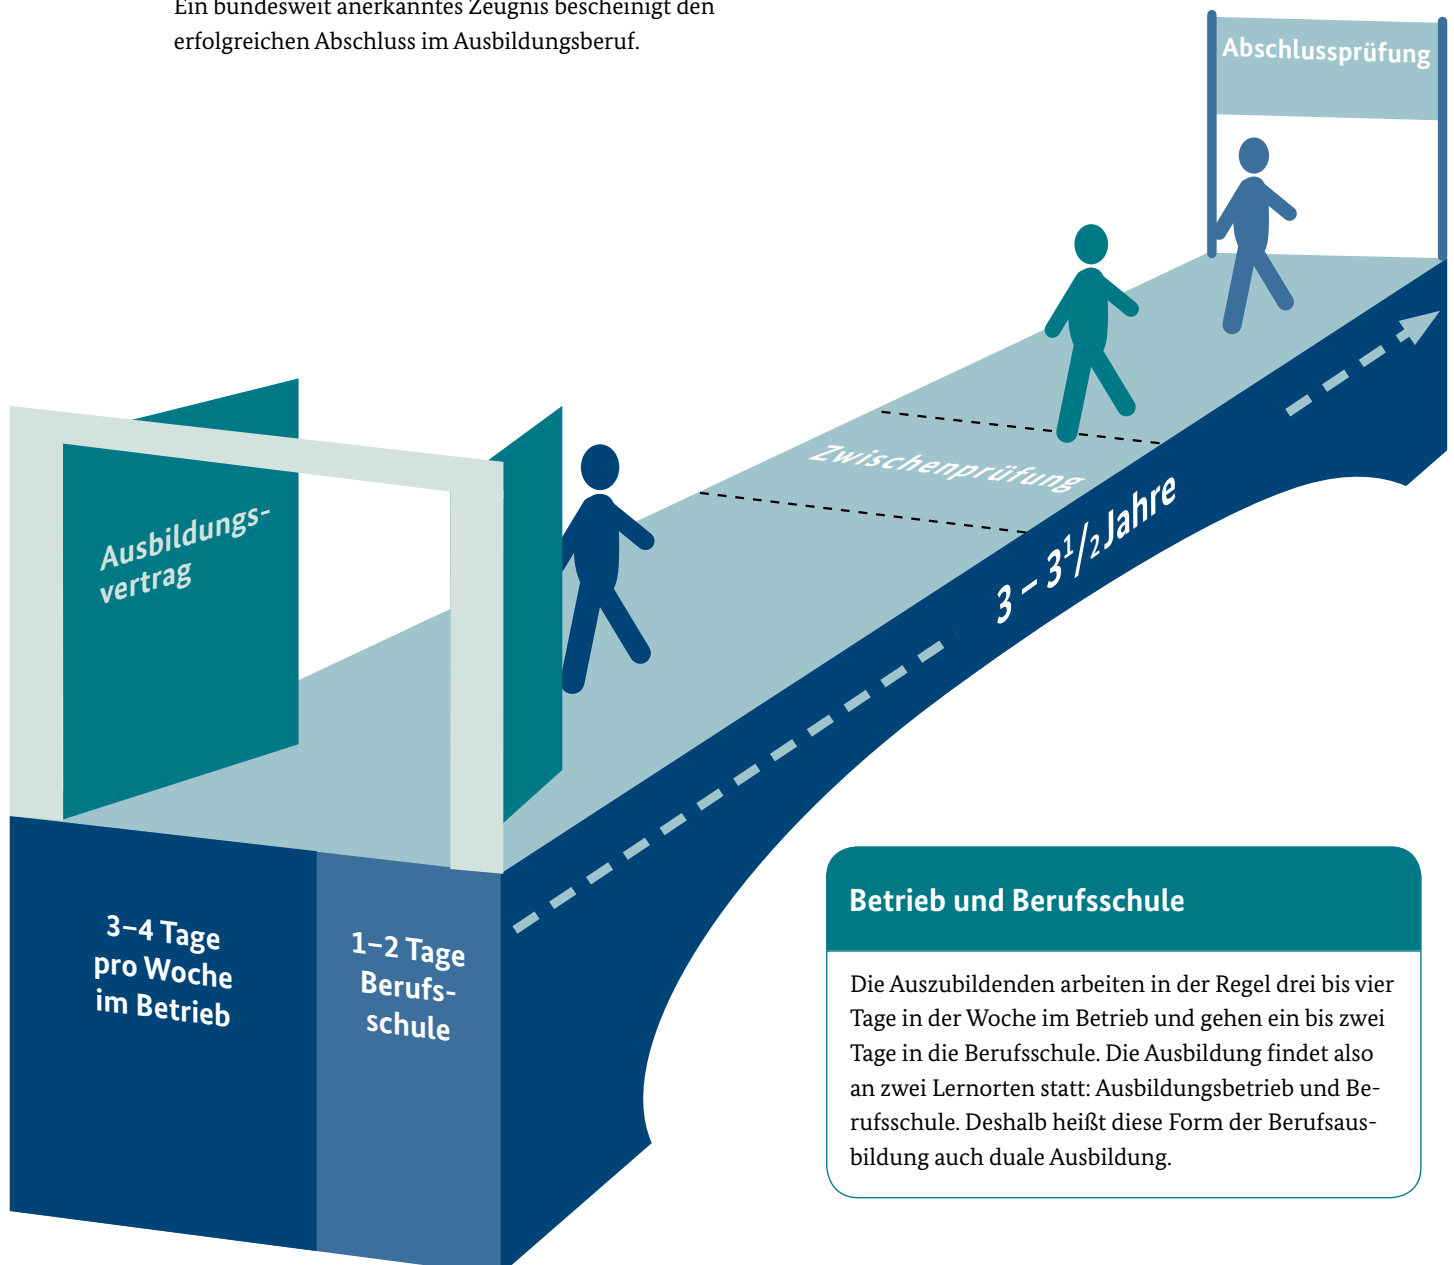 Ein bundesweit anerkanntes Zeugnis bescheinigt den
erfolgreichen Abschluss im Ausbildungsberuf.
Abschlussprüfung
Zwischenprüfung
3 – 3 1/2 Jahre
Ausbildungs-
vertrag
3–4 Tage
pro Woche
im Betrieb
1–2 Tage
Berufs-
schule
Betrieb und Berufsschule
Die Auszubildenden arbeiten in der Regel drei bis vier
Tage in der Woche im Betrieb und gehen ein bis zwei
Tage in die Berufsschule. Die Ausbildung findet also
an zwei Lernorten statt: Ausbildungsbetrieb und Be-
rufsschule. Deshalb heißt diese Form der Berufsaus-
bildung auch duale Ausbildung.